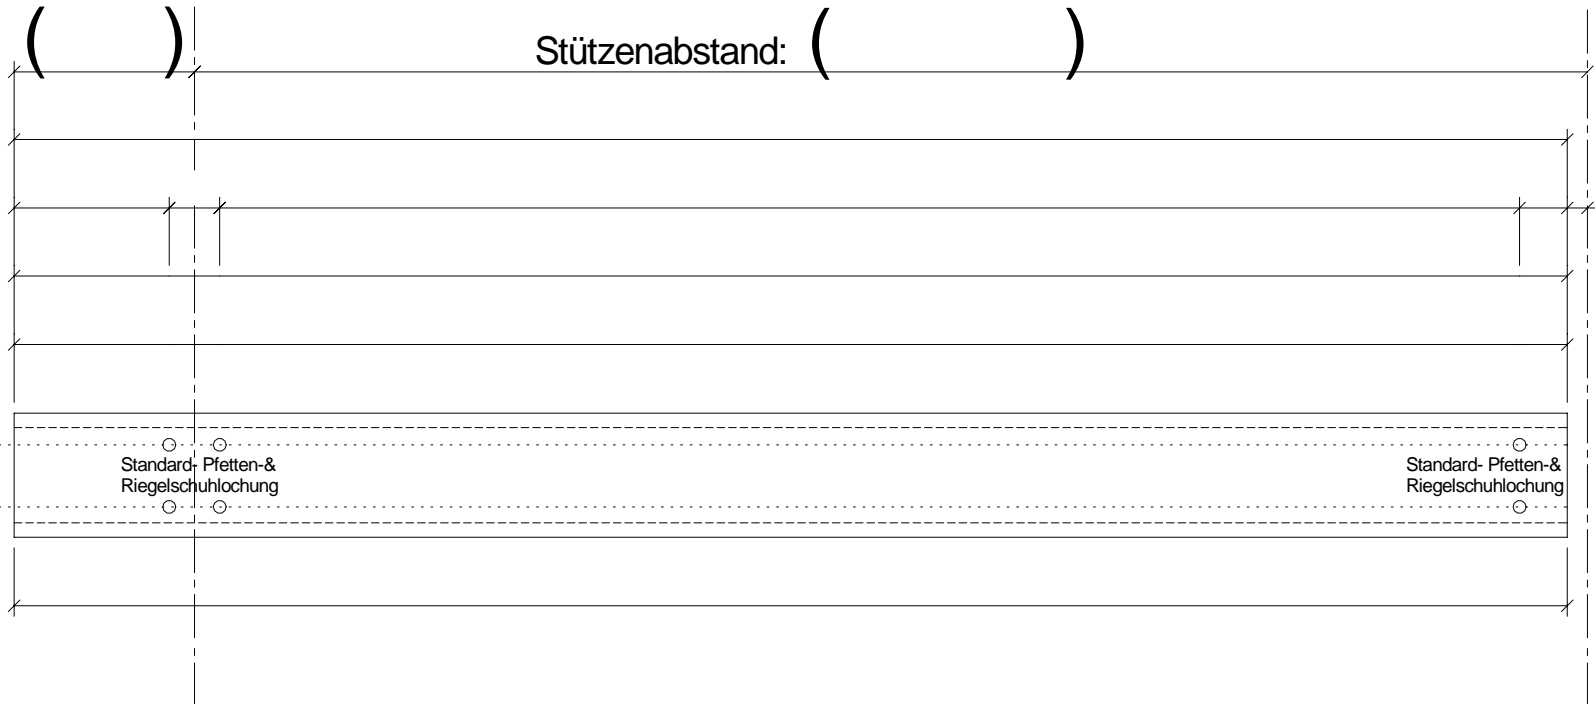 ( )
Stützenabstand: ( )
Standard- Pfetten-&
Riegelschuhlochung
Standard- Pfetten-&
Riegelschuhlochung